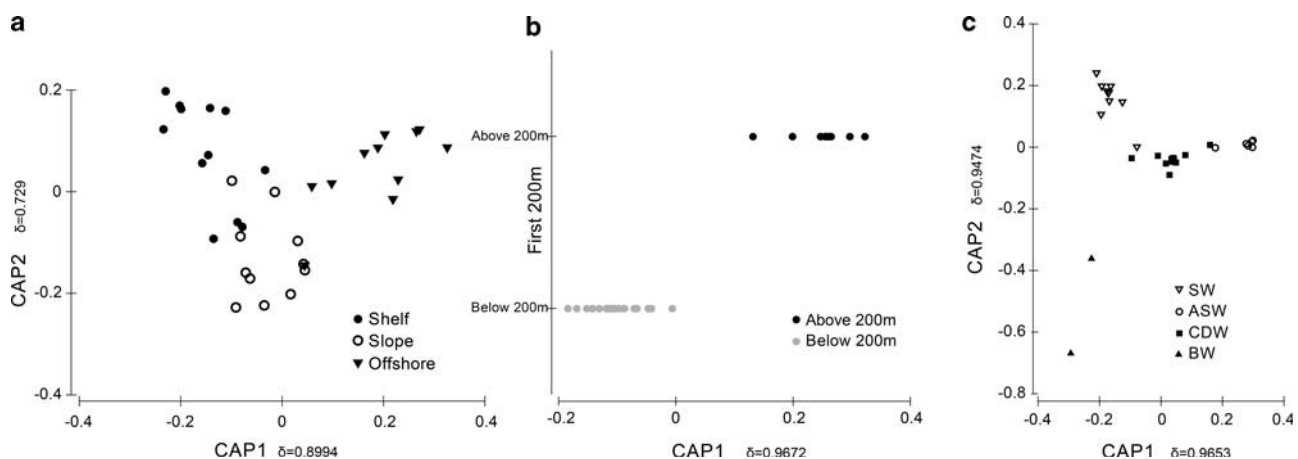 a
0.2
0
-0.2
-0.4
CAP2 δ=0.729
-0.4
-0.2
0
0.2
0.4
CAP1 δ=0.8994
Shelf
Slope
Offshore
b
First 200m
Above 200m
Below 200m
Above 200m
Below 200m
-0.2
0
0.2
0.4
CAP1 δ=0.9672
c
0.4
0.2
0
-0.2
-0.4
-0.6
-0.8
CAP2 δ=0.9474
SW
ASW
CDW
BW
-0.4
-0.2
0
0.2
0.4
CAP1 δ=0.9653